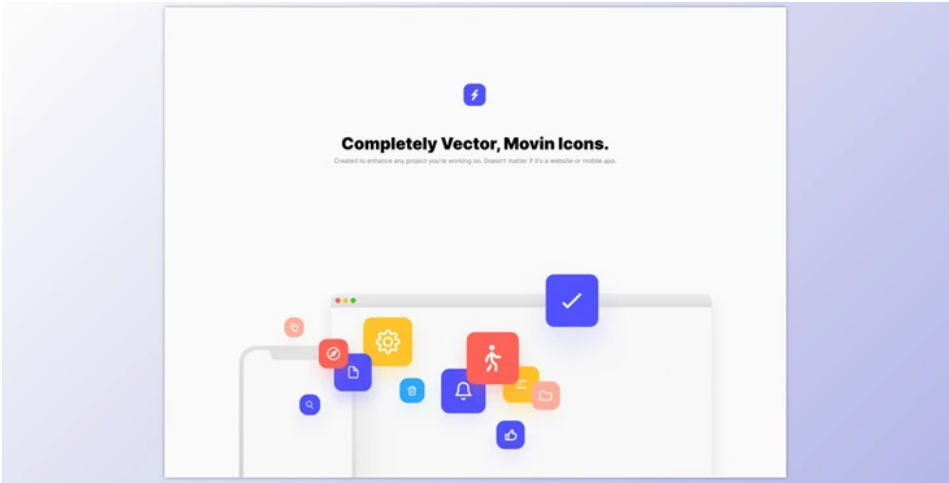 Completely Vector, Movin Icons.
Created to enhance any project you're working on. Doesn't matter if it's a website or mobile app.